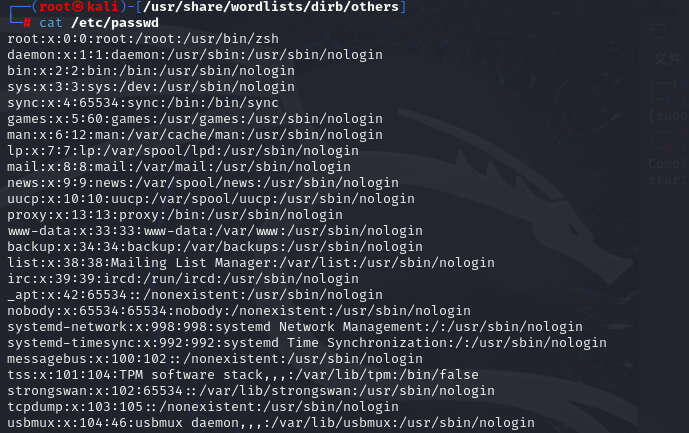 ┌──(root㉿kali)-[/usr/share/wordlists/dirb/others]
└─# cat /etc/passwd
root:x:0:0:root:/root:/usr/bin/zsh
daemon:x:1:1:daemon:/usr/sbin:/usr/sbin/nologin
bin:x:2:2:bin:/bin:/usr/sbin/nologin
sys:x:3:3:sys:/dev:/usr/sbin/nologin
sync:x:4:65534:sync:/bin:/bin/sync
games:x:5:60:games:/usr/games:/usr/sbin/nologin
man:x:6:12:man:/var/cache/man:/usr/sbin/nologin
lp:x:7:7:lp:/var/spool/lpd:/usr/sbin/nologin
mail:x:8:8:mail:/var/mail:/usr/sbin/nologin
news:x:9:9:news:/var/spool/news:/usr/sbin/nologin
uucp:x:10:10:uucp:/var/spool/uucp:/usr/sbin/nologin
proxy:x:13:13:proxy:/bin:/usr/sbin/nologin
www-data:x:33:33:www-data:/var/www:/usr/sbin/nologin
backup:x:34:34:backup:/var/backups:/usr/sbin/nologin
list:x:38:38:Mailing List Manager:/var/list:/usr/sbin/nologin
irc:x:39:39:ircd:/run/ircd:/usr/sbin/nologin
_apt:x:42:65534::/nonexistent:/usr/sbin/nologin
nobody:x:65534:65534:nobody:/nonexistent:/usr/sbin/nologin
systemd-network:x:998:998:systemd Network Management:/:/usr/sbin/nologin
systemd-timesync:x:992:992:systemd Time Synchronization:/:/usr/sbin/nologin
messagebus:x:100:102::/nonexistent:/usr/sbin/nologin
tss:x:101:104:TPM software stack,,,:/var/lib/tpm:/bin/false
strongswan:x:102:65534::/var/lib/strongswan:/usr/sbin/nologin
tcpdump:x:103:105::/nonexistent:/usr/sbin/nologin
usbmux:x:104:46:usbmux daemon,,,:/var/lib/usbmux:/usr/sbin/nologin
文件
[sudo
Compl
start